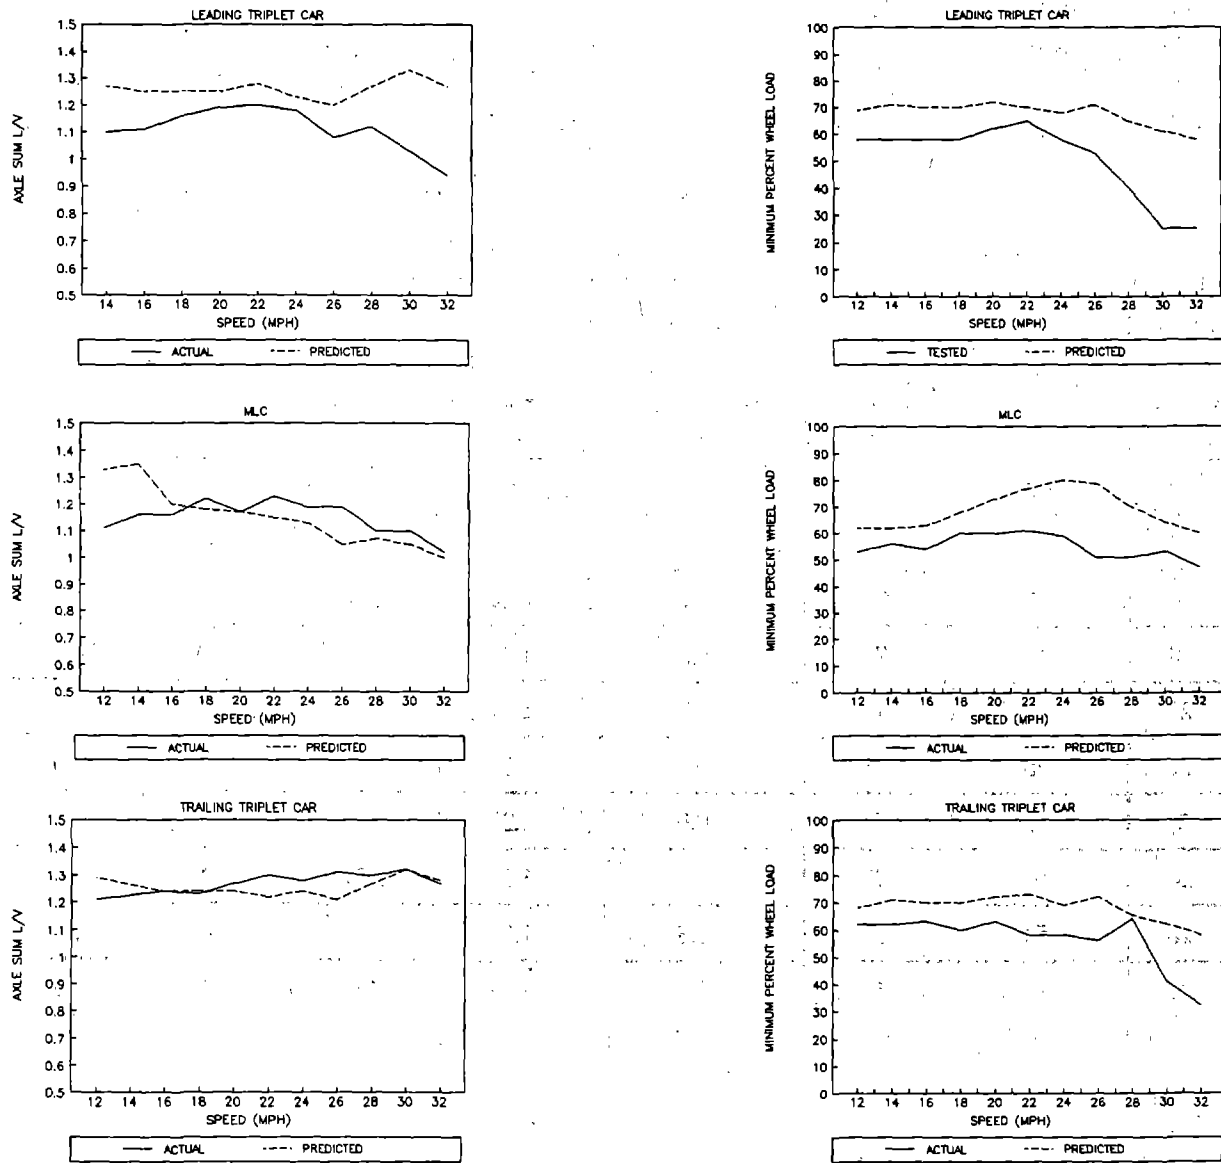 LEADING TRIPLET CAR
1.5
1.4
1.3
1.2
1.1
1
0.9
0.8
0.7
0.6
0.5
AXLE SUM L/V
14 16 18 20 22 24 26 28 30 32
SPEED (MPH)
ACTUAL PREDICTED
LEADING TRIPLET CAR
100
90
80
70
60
50
40
30
20
10
0
MINIMUM PERCENT WHEEL LOAD
12 14 16 18 20 22 24 26 28 30 32
SPEED (MPH)
TESTED PREDICTED
MLC
1.5
1.4
1.3
1.2
1.1
1
0.9
0.8
0.7
0.6
0.5
AXLE SUM L/V
12 14 16 18 20 22 24 26 28 30 32
SPEED (MPH)
ACTUAL PREDICTED
MLC
100
90
80
70
60
50
40
30
20
10
0
MINIMUM PERCENT WHEEL LOAD
12 14 16 18 20 22 24 26 28 30 32
SPEED (MPH)
ACTUAL PREDICTED
TRAILING TRIPLET CAR
1.5
1.4
1.3
1.2
1.1
1
0.9
0.8
0.7
0.6
0.5
AXLE SUM L/V
12 14 16 18 20 22 24 26 28 30 32
SPEED (MPH)
ACTUAL PREDICTED
TRAILING TRIPLET CAR
100
90
80
70
60
50
40
30
20
10
0
MINIMUM PERCENT WHEEL LOAD
12 14 16 18 20 22 24 26 28 30 32
SPEED (MPH)
ACTUAL PREDICTED